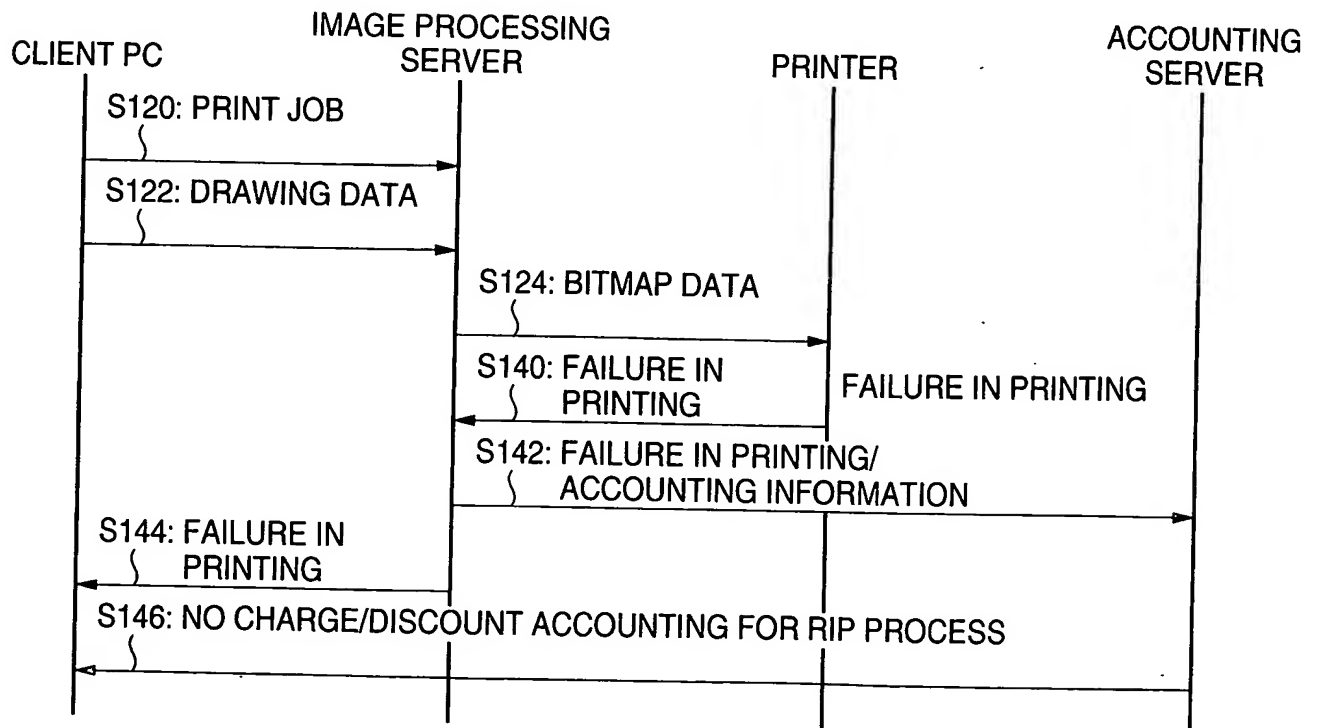 CLIENT PC
IMAGE PROCESSING
SERVER
PRINTER
ACCOUNTING
SERVER
S120: PRINT JOB
S122: DRAWING DATA
S124: BITMAP DATA
S140: FAILURE IN
PRINTING
FAILURE IN PRINTING
S142: FAILURE IN PRINTING/
ACCOUNTING INFORMATION
S144: FAILURE IN
PRINTING
S146: NO CHARGE/DISCOUNT ACCOUNTING FOR RIP PROCESS